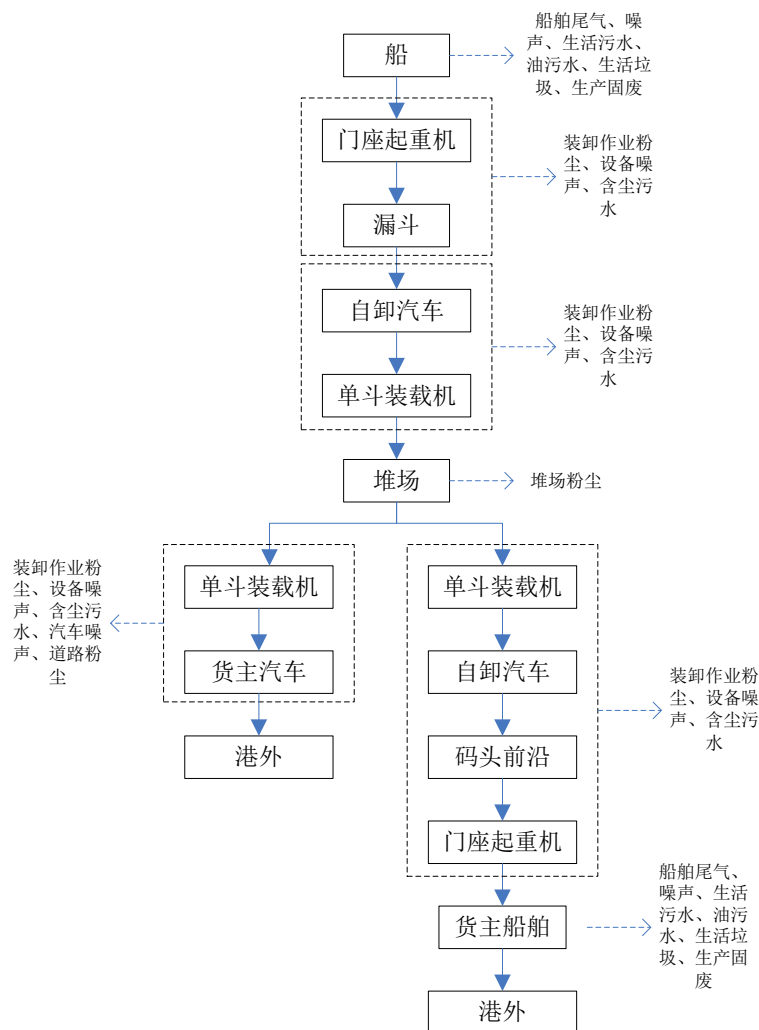 船舶尾气、噪
声、生活污水、
油污水、生活垃
圾、生产固废
船
门座起重机
装卸作业粉
尘、设备噪
声、含尘污
水
漏斗
自卸汽车
装卸作业粉
尘、设备噪
声、含尘污
水
单斗装载机
堆场
堆场粉尘
装卸作业粉
尘、设备噪
声、含尘污
水、汽车噪
声、道路粉
尘
单斗装载机
货主汽车
港外
单斗装载机
自卸汽车
码头前沿
门座起重机
装卸作业粉
尘、设备噪
声、含尘污
水
货主船舶
船舶尾气、
噪声、生活
污水、油污
水、生活垃
圾、生产固
废
港外